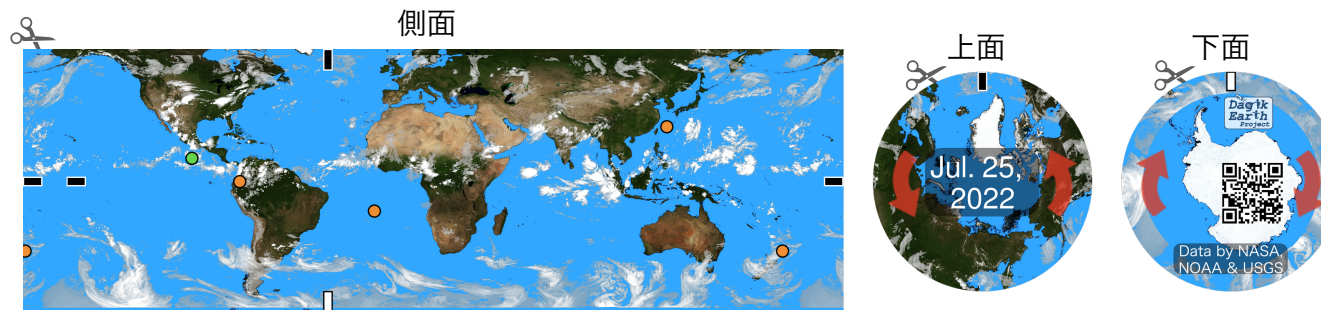 側面
上面
下面
Jul. 25,
2022
Dagik
Earth
Project
Data by NASA,
NOAA & USGS